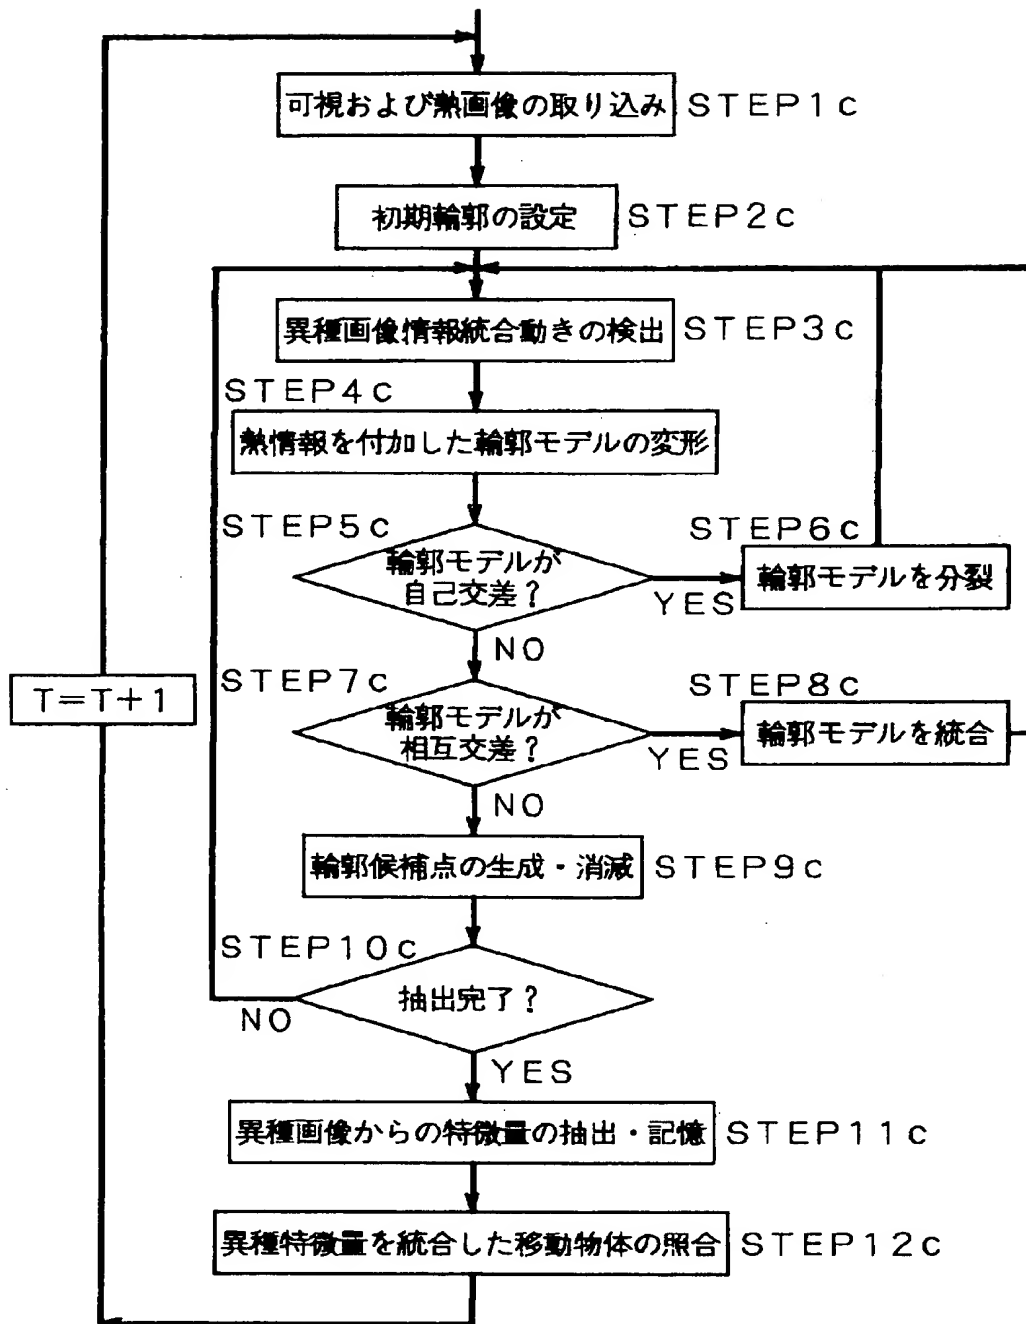 可視および熱画像の取り込み STEP1c
初期輪郭の設定 STEP2c
異種画像情報統合動きの検出 STEP3c
STEP4c
熱情報を付加した輪郭モデルの変形
STEP5c
輪郭モデルが
自己交差？
YES
STEP6c
輪郭モデルを分裂
NO
T＝T＋1
STEP7c
輪郭モデルが
相互交差？
YES
STEP8c
輪郭モデルを統合
NO
輪郭候補点の生成・消滅 STEP9c
STEP10c
抽出完了？
NO
YES
異種画像からの特徴量の抽出・記憶 STEP11c
異種特徴量を統合した移動物体の照合 STEP12c